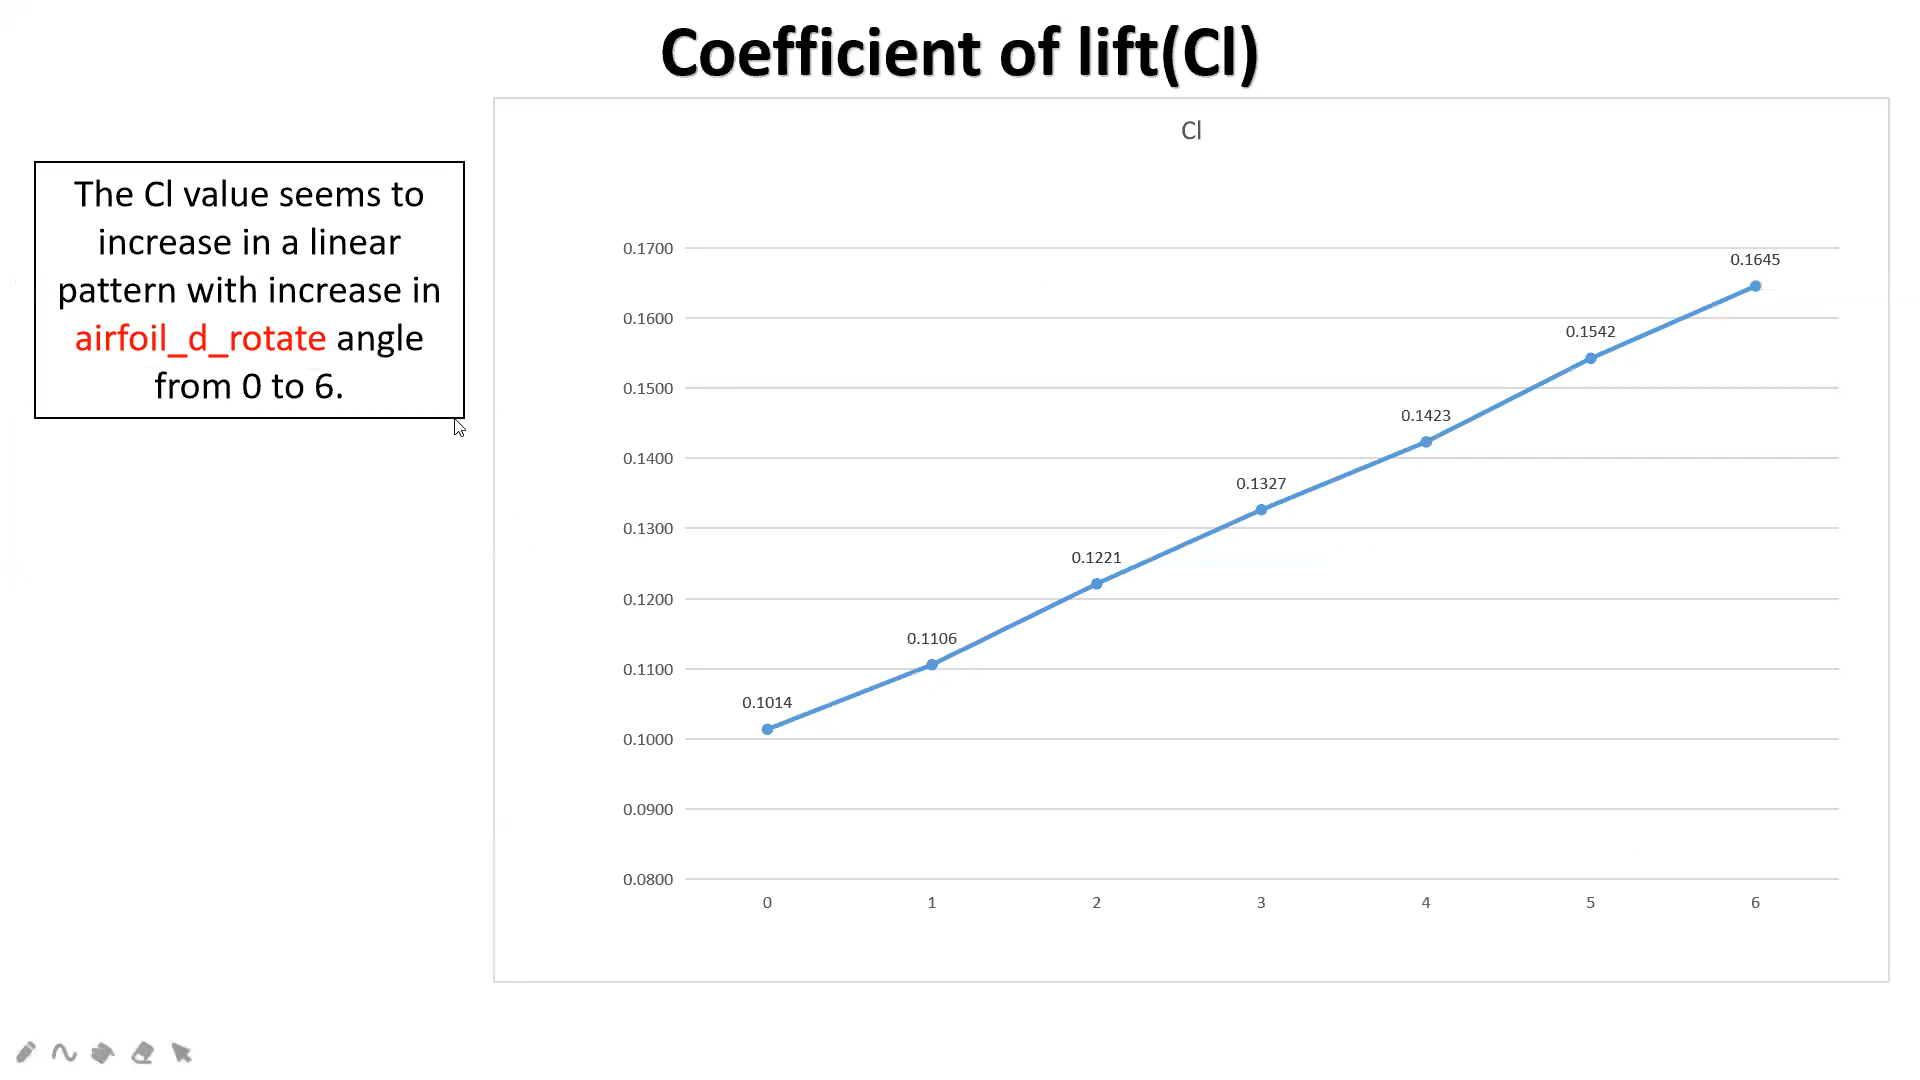 Coefficient of lift(Cl)
The Cl value seems to
increase in a linear
pattern with increase in
airfoil_d_rotate angle
from 0 to 6.
Cl
0.1700
0.1600
0.1500
0.1400
0.1300
0.1200
0.1100
0.1000
0.0900
0.0800
0.1014
0.1106
0.1221
0.1327
0.1423
0.1542
0.1645
0 1 2 3 4 5 6